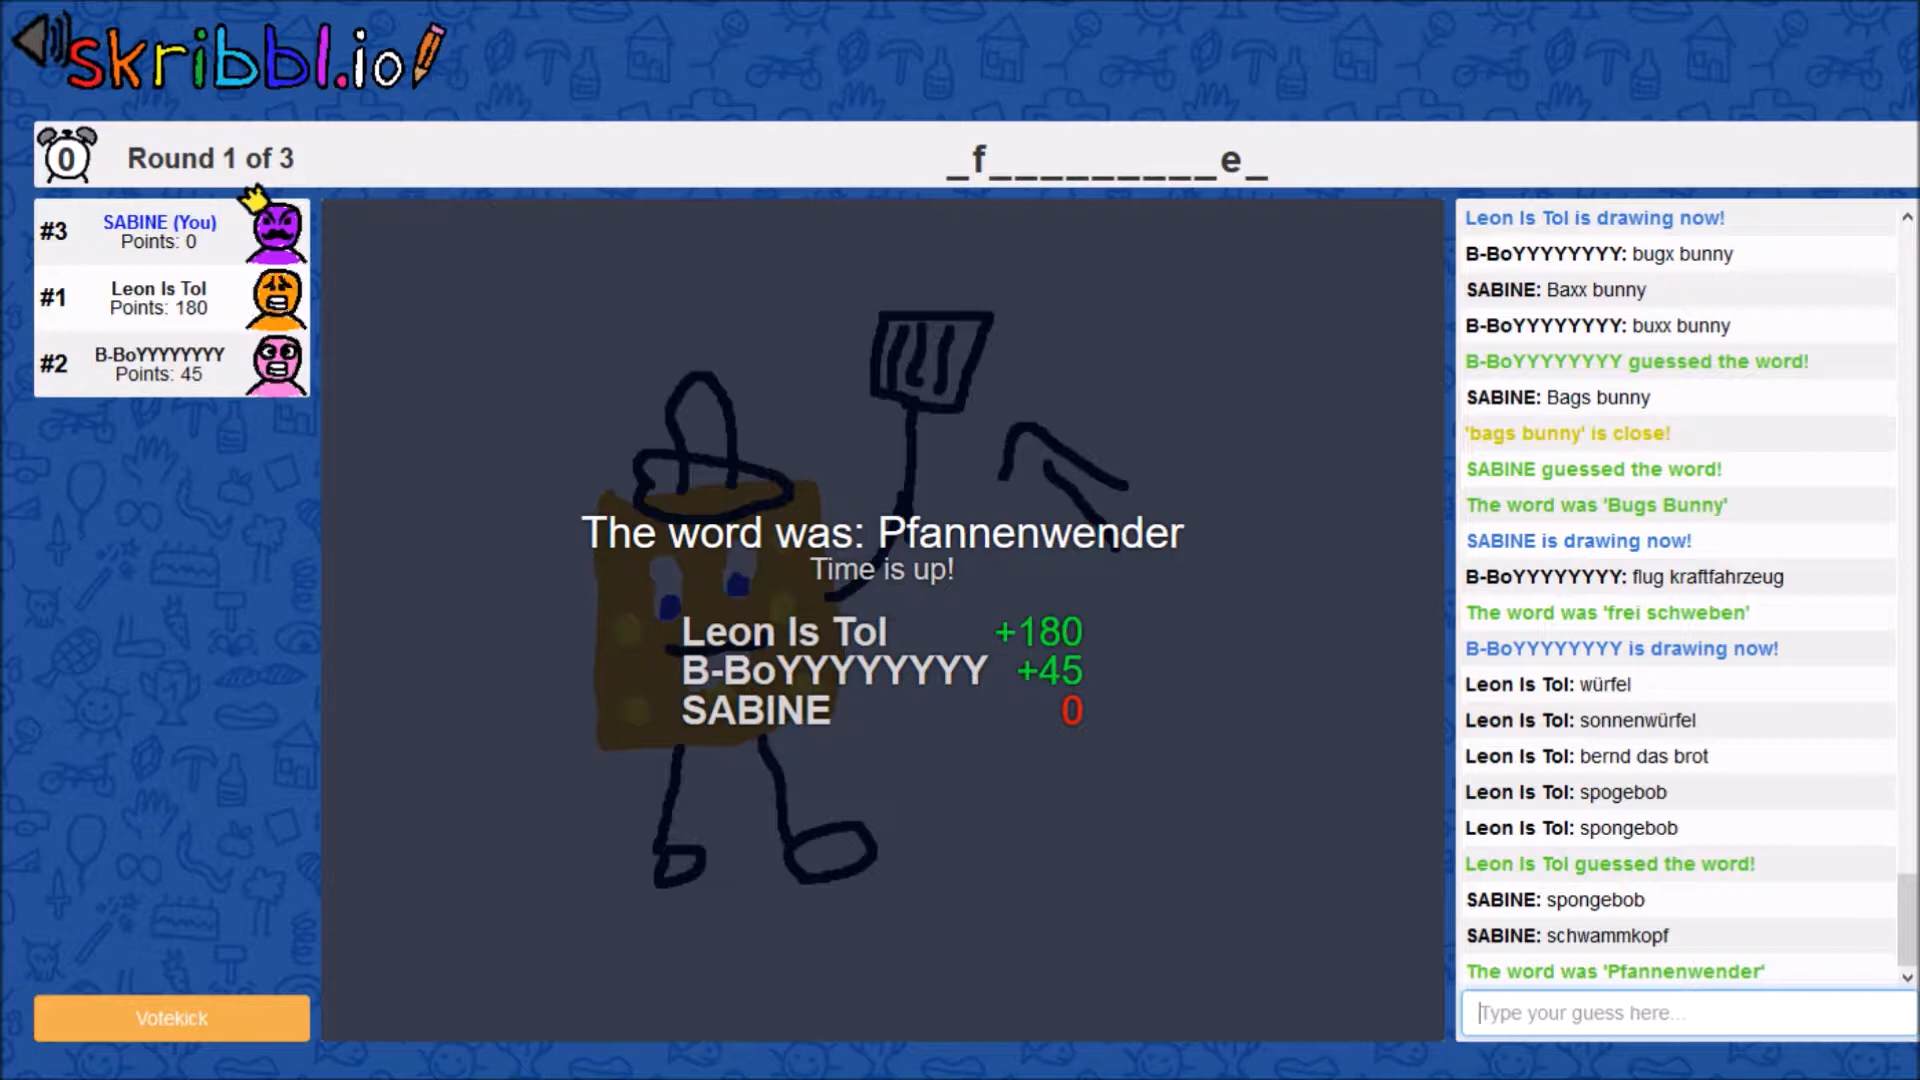 skribbl.io
0
Round 1 of 3
_f_________e_
#3
SABINE (You)
Points: 0
#1
Leon Is Tol
Points: 180
#2
B-BoYYYYYYYY
Points: 45
The word was: Pfannenwender
Time is up!
Leon Is Tol +180
B-BoYYYYYYYY +45
SABINE 0
Leon Is Tol is drawing now!
B-BoYYYYYYYY: bugx bunny
SABINE: Baxx bunny
B-BoYYYYYYYY: buxx bunny
B-BoYYYYYYYY guessed the word!
SABINE: Bags bunny
'bags bunny' is close!
SABINE guessed the word!
The word was 'Bugs Bunny'
SABINE is drawing now!
B-BoYYYYYYYY: flug kraftfahrzeug
The word was 'frei schweben'
B-BoYYYYYYYY is drawing now!
Leon Is Tol: würfel
Leon Is Tol: sonnenwürfel
Leon Is Tol: bernd das brot
Leon Is Tol: spogebob
Leon Is Tol: spongebob
Leon Is Tol guessed the word!
SABINE: spongebob
SABINE: schwammkopf
The word was 'Pfannenwender'
Type your guess here...
Votekick